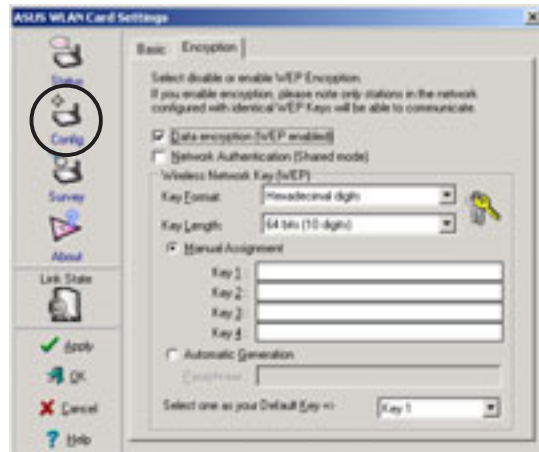 ASUS WLAN Card Settings
Status
Config
Survey
About
Link State
Apply
OK
Cancel
Help
Basic Encryption
Select disable or enable WEP Encryption.
If you enable encryption, please note only stations in the network
configured with identical WEP Keys will be able to communicate.
Data encryption (WEP enabled)
Network Authentication (Shared mode)
Wireless Network Key (WEP)
Key Format: Hexadecimal digits
Key Length: 64 bits (10 digits)
Manual Assignment
Key 1
Key 2
Key 3
Key 4
Automatic Generation
Passphrase
Select one as your Default Key => Key 1